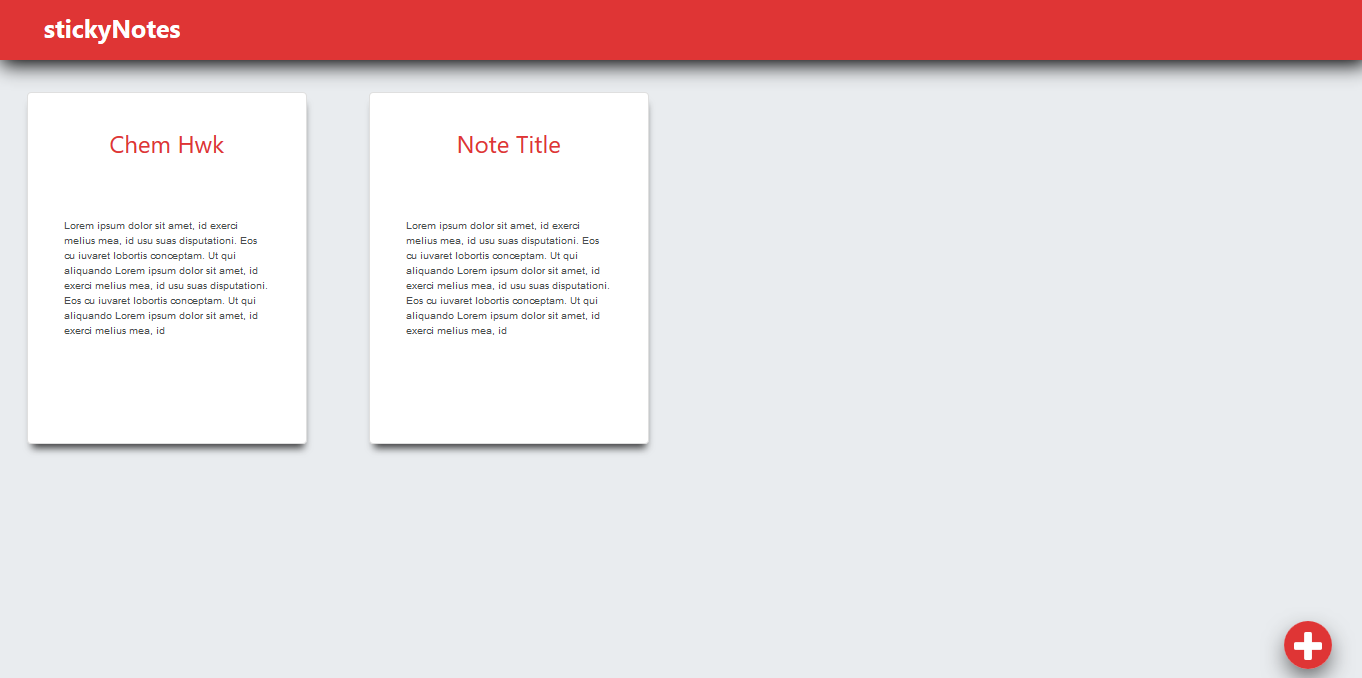 stickyNotes
Chem Hwk
Lorem ipsum dolor sit amet, id exerci
melius mea, id usu suas disputationi. Eos
cu iuvaret lobortis conceptam. Ut qui
aliquando Lorem ipsum dolor sit amet, id
exerci melius mea, id usu suas disputationi.
Eos cu iuvaret lobortis conceptam. Ut qui
aliquando Lorem ipsum dolor sit amet, id
exerci melius mea, id
Note Title
Lorem ipsum dolor sit amet, id exerci
melius mea, id usu suas disputationi. Eos
cu iuvaret lobortis conceptam. Ut qui
aliquando Lorem ipsum dolor sit amet, id
exerci melius mea, id usu suas disputationi.
Eos cu iuvaret lobortis conceptam. Ut qui
aliquando Lorem ipsum dolor sit amet, id
exerci melius mea, id